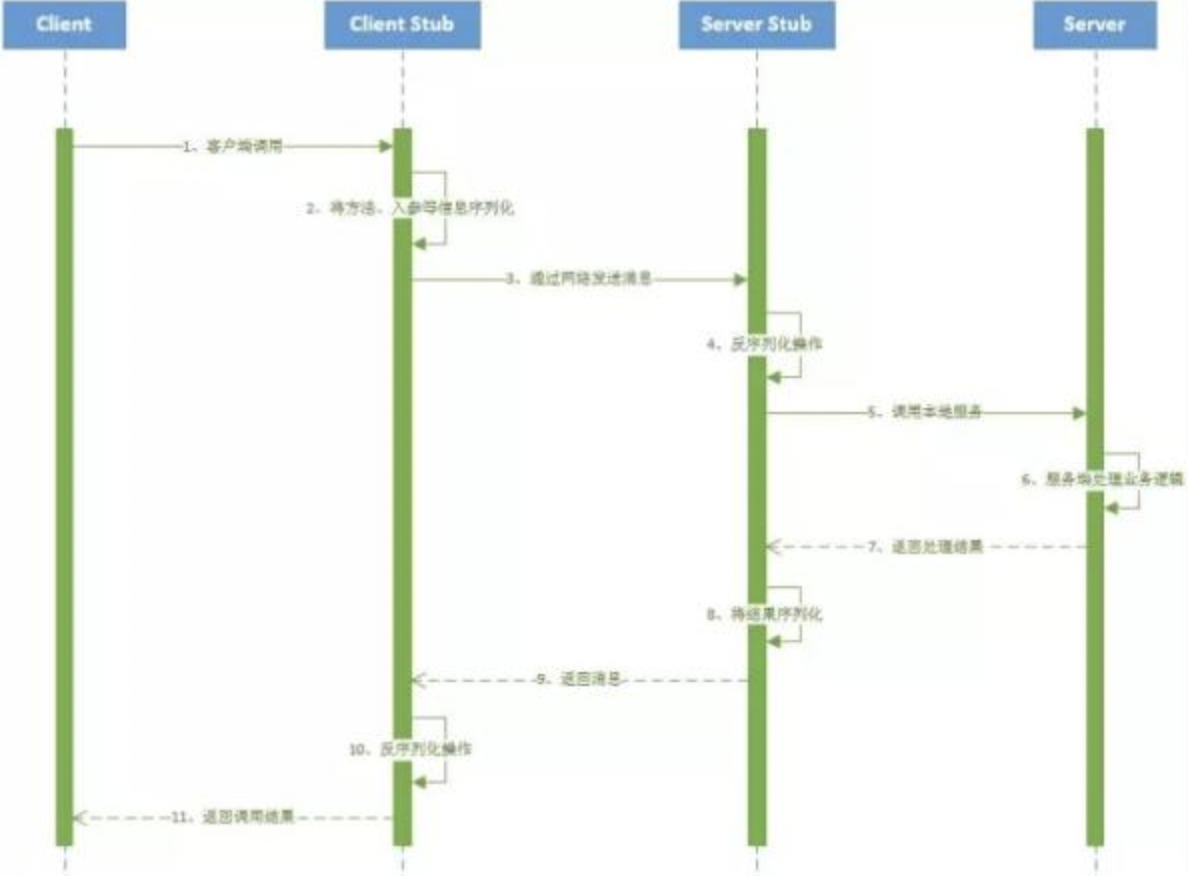 Client
Client Stub
Server Stub
Server
1、客户端调用
2、将方法、入参等信息序列化
3、通过网络发送消息
4、反序列化操作
5、调用本地服务
6、服务端处理业务逻辑
7、返回处理结果
8、将结果序列化
9、返回消息
10、反序列化操作
11、返回调用结果